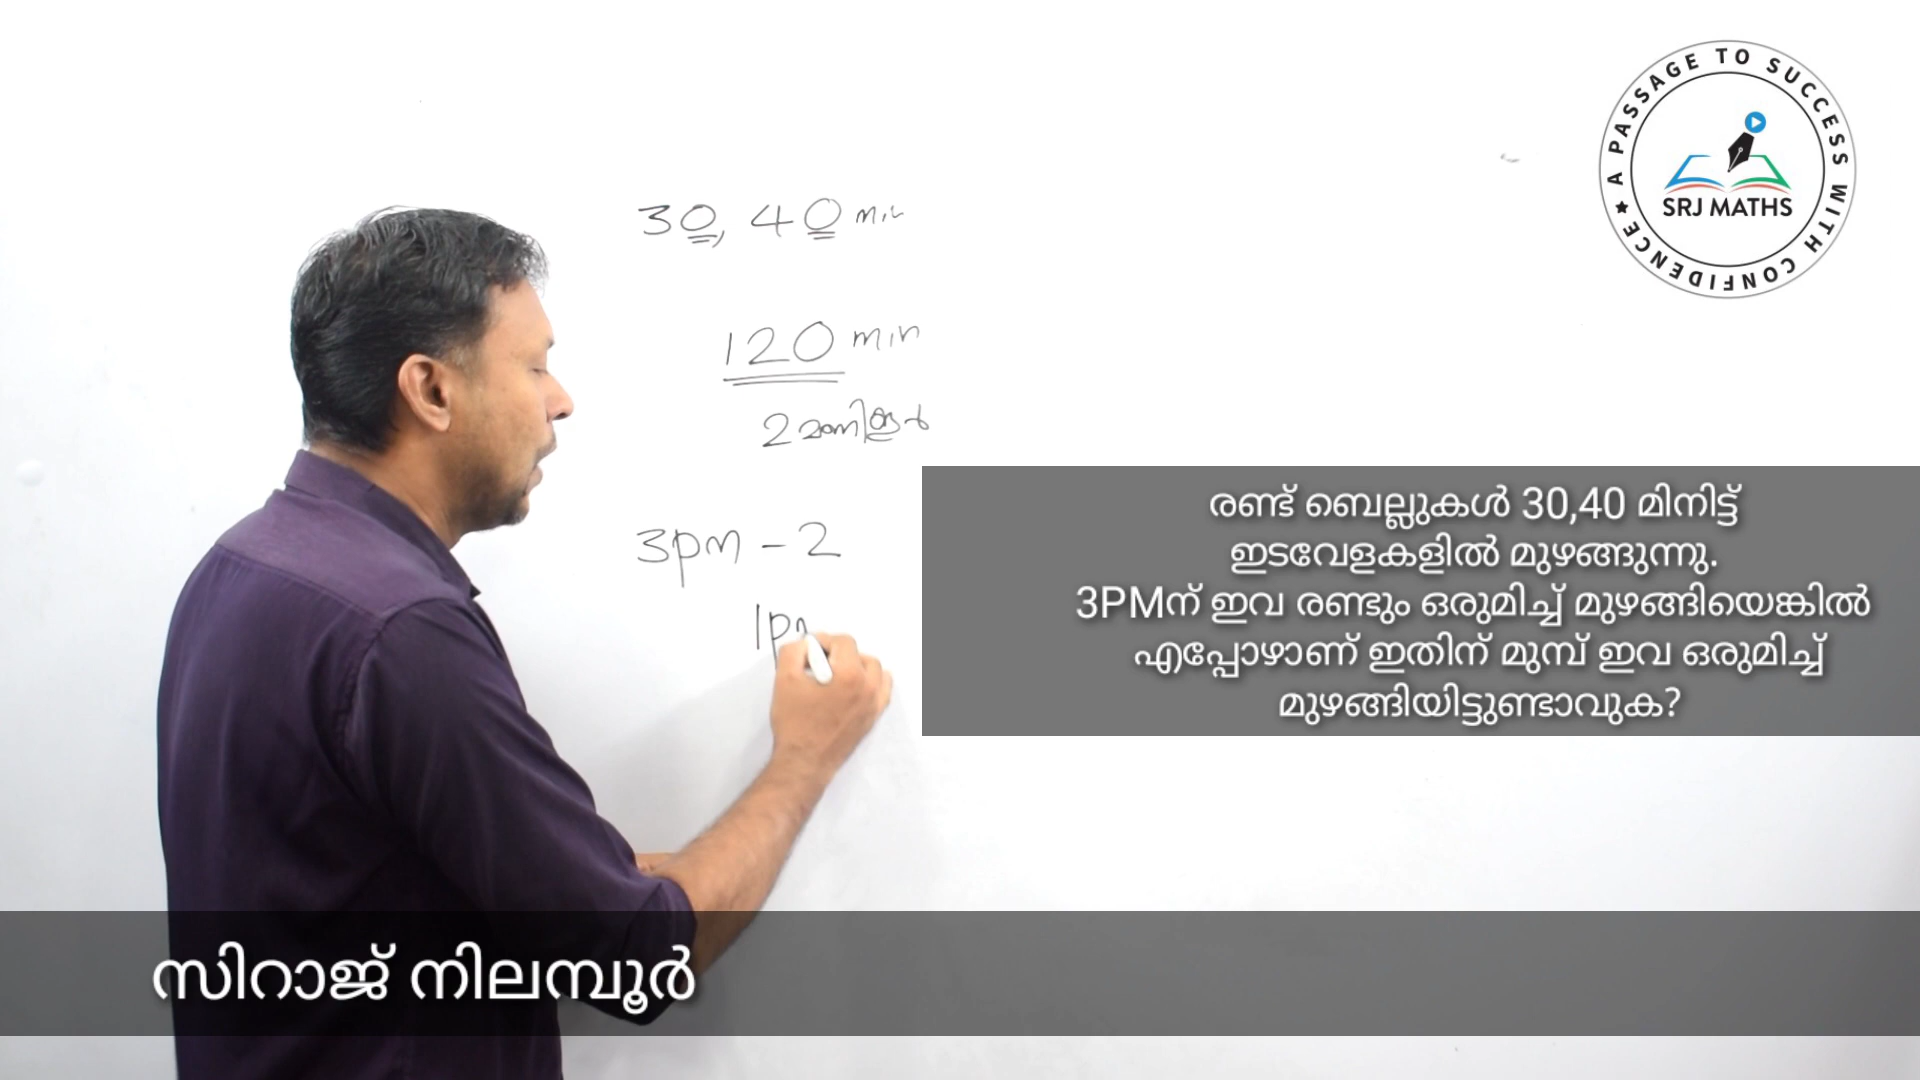 A PASSAGE TO SUCCESS WITH CONFIDENCE
SRJ MATHS
30, 40 min
120 min
2 മണിക്കൂർ
3pm - 2
1pm
രണ്ട് ബെല്ലുകൾ 30,40 മിനിട്ട്
ഇടവേളകളിൽ മുഴങ്ങുന്നു.
3PMന് ഇവ രണ്ടും ഒരുമിച്ച് മുഴങ്ങിയെങ്കിൽ
എപ്പോഴാണ് ഇതിന് മുമ്പ് ഇവ ഒരുമിച്ച്
മുഴങ്ങിയിട്ടുണ്ടാവുക?
സിറാജ് നിലമ്പൂർ